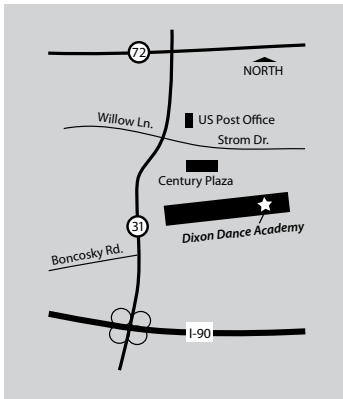 72
NORTH
US Post Office
Willow Ln.
Strom Dr.
Century Plaza
31
Dixon Dance Academy
Boncosky Rd.
I-90